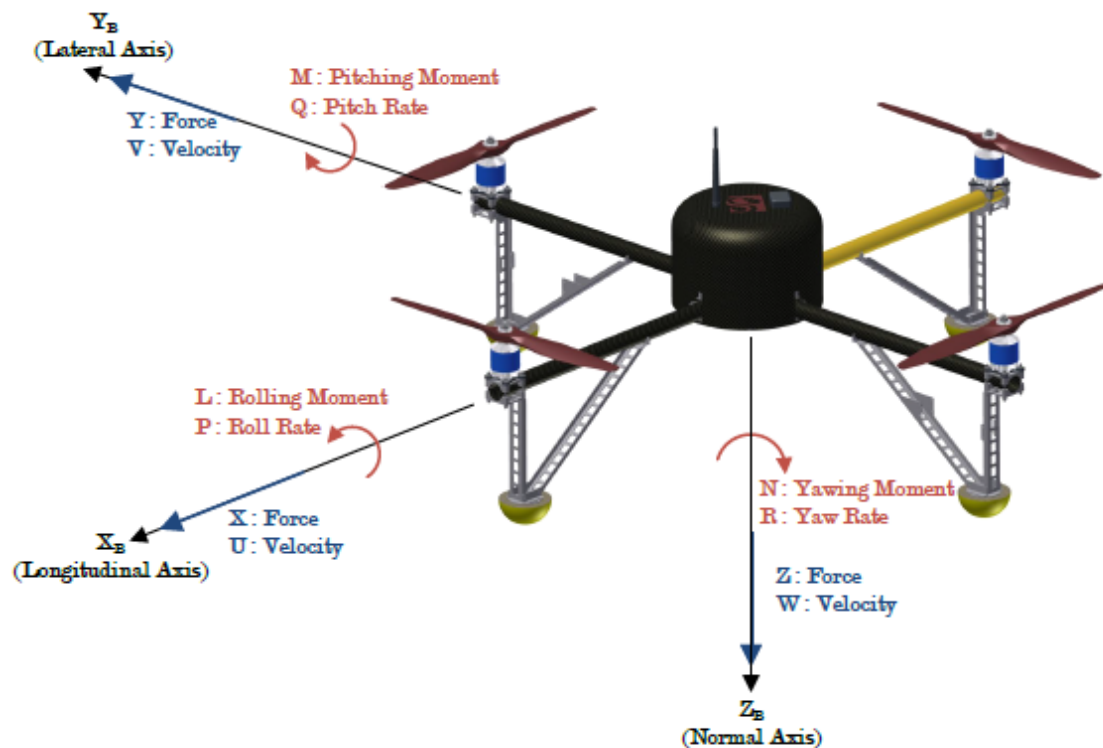 Y_B
(Lateral Axis)
M : Pitching Moment
Q : Pitch Rate
Y : Force
V : Velocity
L : Rolling Moment
P : Roll Rate
X : Force
U : Velocity
X_B
(Longitudinal Axis)
N : Yawing Moment
R : Yaw Rate
Z : Force
W : Velocity
Z_B
(Normal Axis)